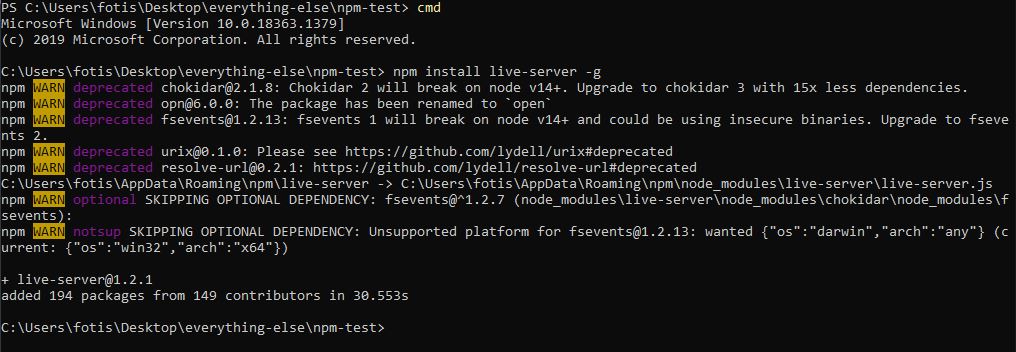 PS C:\Users\fotis\Desktop\everything-else\npm-test> cmd
Microsoft Windows [Version 10.0.18363.1379]
(c) 2019 Microsoft Corporation. All rights reserved.
C:\Users\fotis\Desktop\everything-else\npm-test> npm install live-server -g
npm WARN deprecated chokidar@2.1.8: Chokidar 2 will break on node v14+. Upgrade to chokidar 3 with 15x less dependencies.
npm WARN deprecated opn@6.0.0: The package has been renamed to `open`
npm WARN deprecated fsevents@1.2.13: fsevents 1 will break on node v14+ and could be using insecure binaries. Upgrade to fseve
nts 2.
npm WARN deprecated urix@0.1.0: Please see https://github.com/lydell/urix#deprecated
npm WARN deprecated resolve-url@0.2.1: https://github.com/lydell/resolve-url#deprecated
C:\Users\fotis\AppData\Roaming\npm\live-server -> C:\Users\fotis\AppData\Roaming\npm\node_modules\live-server\live-server.js
npm WARN optional SKIPPING OPTIONAL DEPENDENCY: fsevents@^1.2.7 (node_modules\live-server\node_modules\chokidar\node_modules\f
sevents):
npm WARN notsup SKIPPING OPTIONAL DEPENDENCY: Unsupported platform for fsevents@1.2.13: wanted {"os":"darwin","arch":"any"} (c
urrent: {"os":"win32","arch":"x64"})
+ live-server@1.2.1
added 194 packages from 149 contributors in 30.553s
C:\Users\fotis\Desktop\everything-else\npm-test>